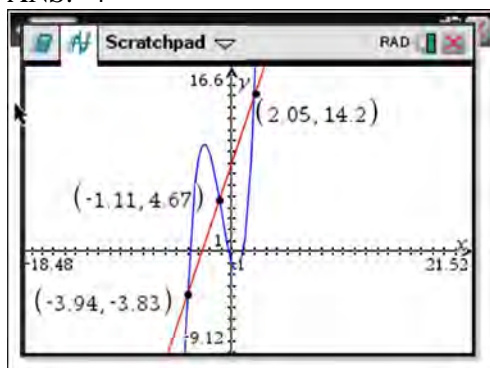 Scratchpad
RAD
16.6
y
(2.05, 14.2)
(-1.11, 4.67)
1
x
-18.48
1
21.52
(-3.94, -3.83)
-9.12